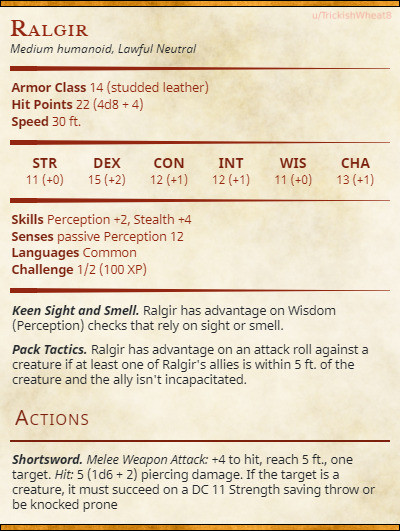 u/TrickishWheat8
Ralgir
Medium humanoid, Lawful Neutral
Armor Class 14 (studded leather)
Hit Points 22 (4d8 + 4)
Speed 30 ft.
STR DEX CON INT WIS CHA
11 (+0) 15 (+2) 12 (+1) 12 (+1) 11 (+0) 13 (+1)
Skills Perception +2, Stealth +4
Senses passive Perception 12
Languages Common
Challenge 1/2 (100 XP)
Keen Sight and Smell. Ralgir has advantage on Wisdom
(Perception) checks that rely on sight or smell.
Pack Tactics. Ralgir has advantage on an attack roll against a
creature if at least one of Ralgir's allies is within 5 ft. of the
creature and the ally isn't incapacitated.
Actions
Shortsword. Melee Weapon Attack: +4 to hit, reach 5 ft., one
target. Hit: 5 (1d6 + 2) piercing damage. If the target is a
creature, it must succeed on a DC 11 Strength saving throw or
be knocked prone